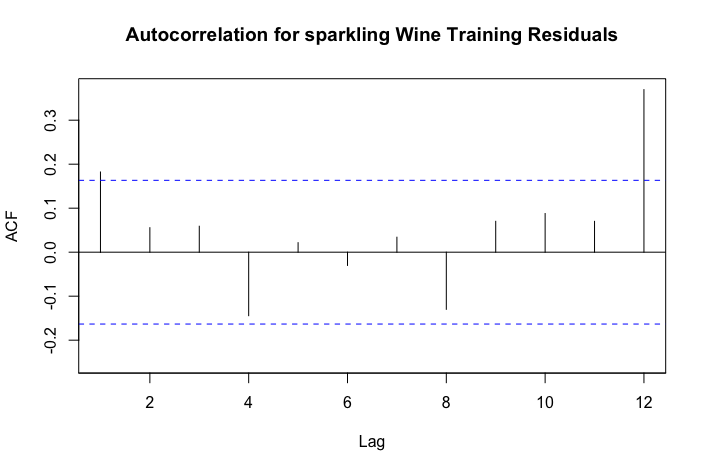 Autocorrelation for sparkling Wine Training Residuals
ACF
0.3
0.2
0.1
0.0
-0.1
-0.2
2 4 6 8 10 12
Lag